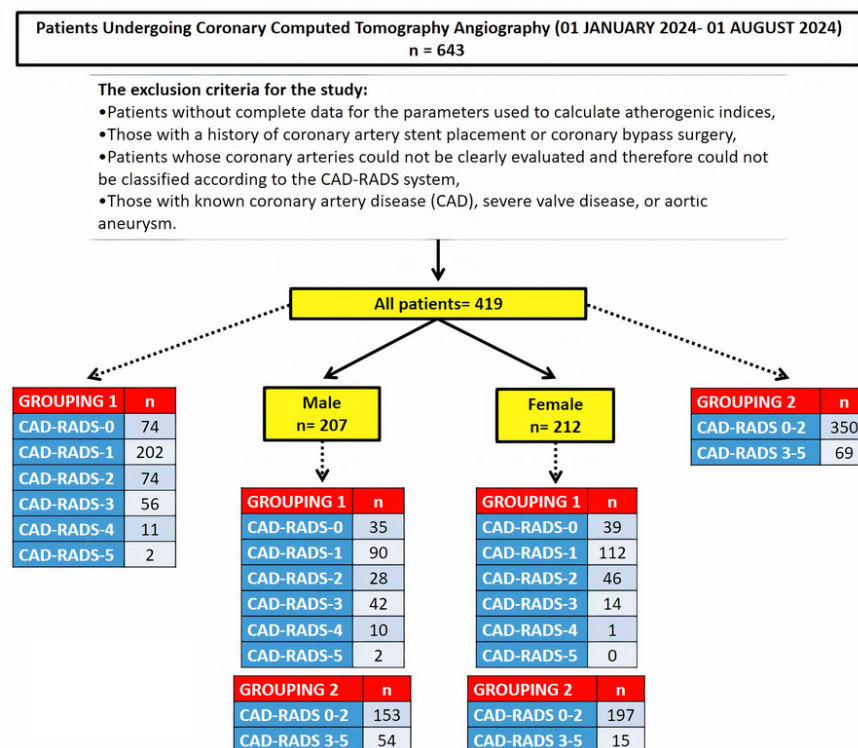 Patients Undergoing Coronary Computed Tomography Angiography (01 JANUARY 2024- 01 AUGUST 2024)
n = 643
The exclusion criteria for the study:
•Patients without complete data for the parameters used to calculate atherogenic indices,
•Those with a history of coronary artery stent placement or coronary bypass surgery,
•Patients whose coronary arteries could not be clearly evaluated and therefore could not
be classified according to the CAD-RADS system,
•Those with known coronary artery disease (CAD), severe valve disease, or aortic
aneurysm.
All patients= 419
GROUPING 1 n
CAD-RADS-0 74
CAD-RADS-1 202
CAD-RADS-2 74
CAD-RADS-3 56
CAD-RADS-4 11
CAD-RADS-5 2
Male
n= 207
GROUPING 1 n
CAD-RADS-0 35
CAD-RADS-1 90
CAD-RADS-2 28
CAD-RADS-3 42
CAD-RADS-4 10
CAD-RADS-5 2
GROUPING 2 n
CAD-RADS 0-2 153
CAD-RADS 3-5 54
Female
n= 212
GROUPING 1 n
CAD-RADS-0 39
CAD-RADS-1 112
CAD-RADS-2 46
CAD-RADS-3 14
CAD-RADS-4 1
CAD-RADS-5 0
GROUPING 2 n
CAD-RADS 0-2 197
CAD-RADS 3-5 15
GROUPING 2 n
CAD-RADS 0-2 350
CAD-RADS 3-5 69